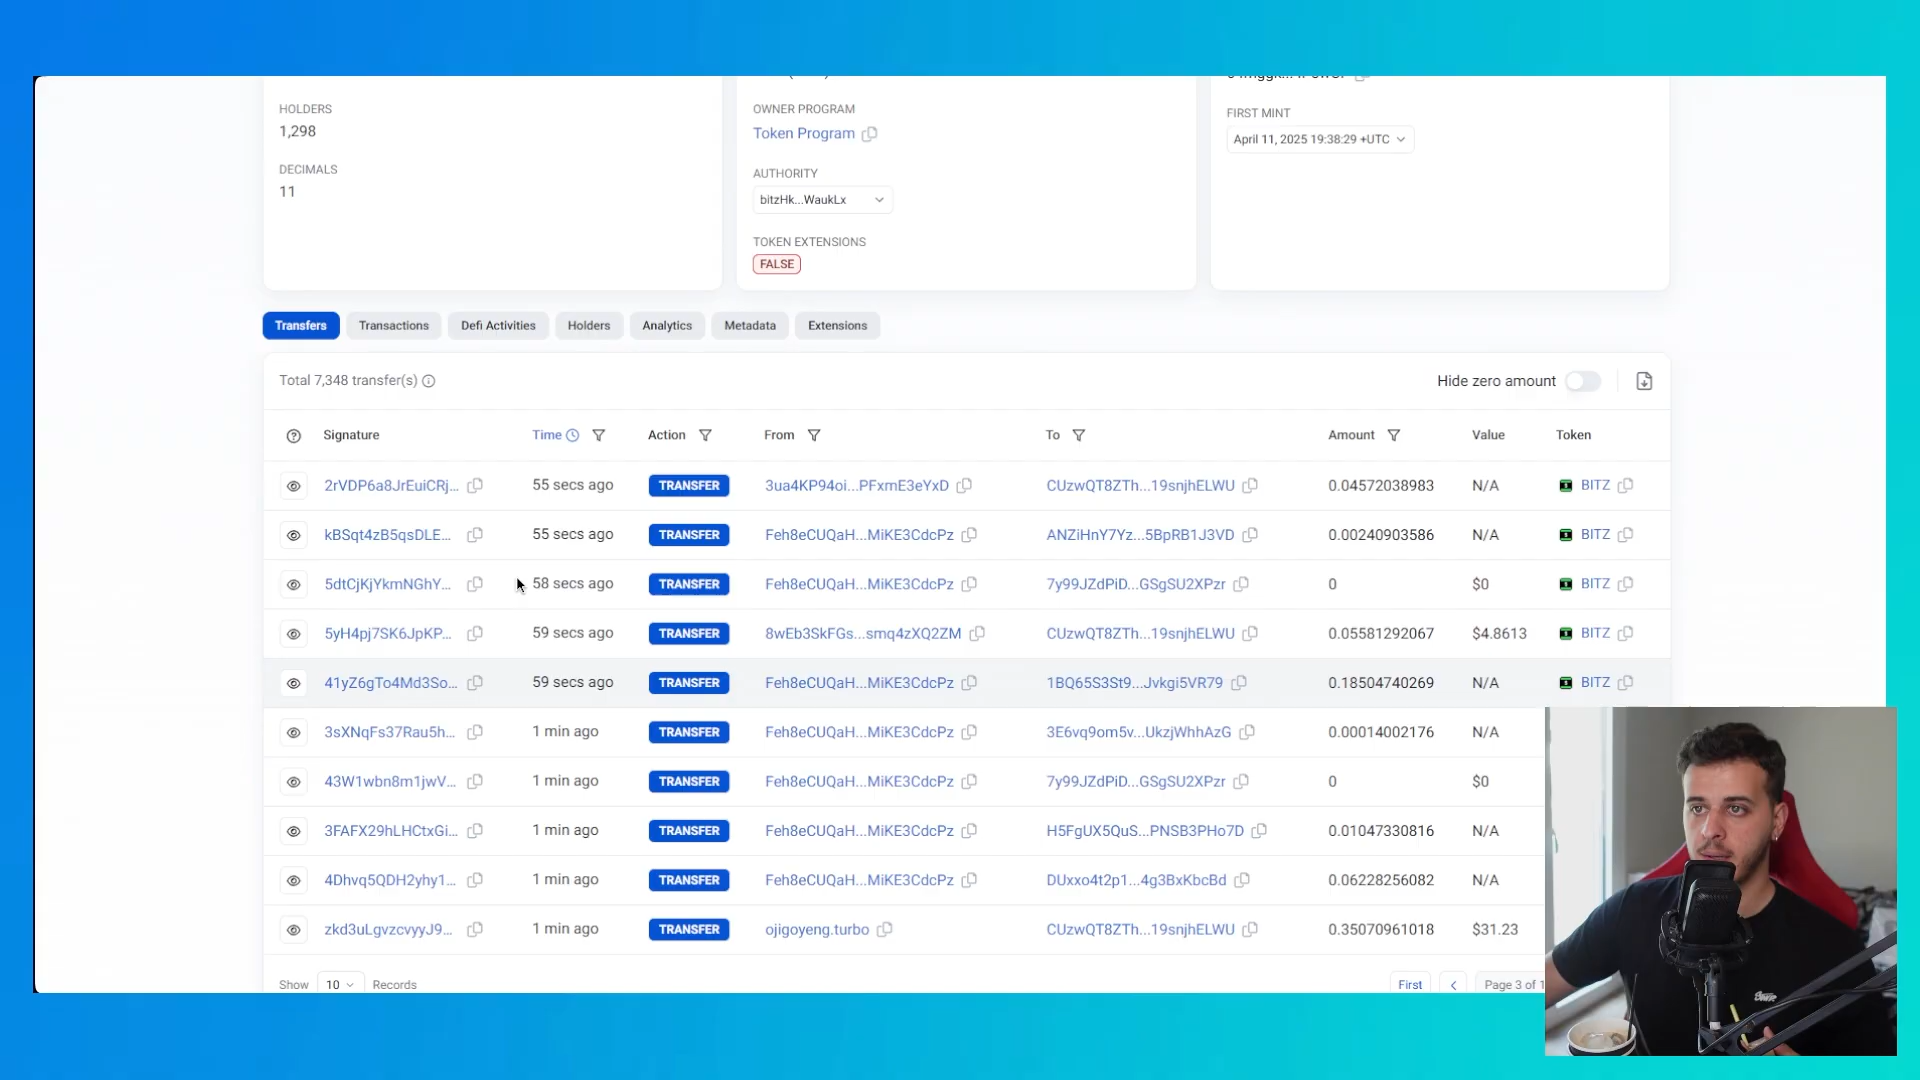 HOLDERS
1,298
DECIMALS
11
OWNER PROGRAM
Token Program
AUTHORITY
bitzHk...WaukLx
TOKEN EXTENSIONS
FALSE
FIRST MINT
April 11, 2025 19:38:29 +UTC
Transfers Transactions Defi Activities Holders Analytics Metadata Extensions
Total 7,348 transfer(s) Hide zero amount
Signature Time Action From To Amount Value Token
2rVDP6a8JrEuiCRj... 55 secs ago TRANSFER 3ua4KP94oi...PFxmE3eYxD CUzwQT8ZTh...19snjhELWU 0.04572038983 N/A BITZ
kBSqt4zB5qsDLE... 55 secs ago TRANSFER Feh8eCUQaH...MiKE3CdcPz ANZiHnY7Yz...5BpRB1J3VD 0.00240903586 N/A BITZ
5dtCjKjYkmNGhY... 58 secs ago TRANSFER Feh8eCUQaH...MiKE3CdcPz 7y99JZdPiD...GSgSU2XPzr 0 $0 BITZ
5yH4pj7SK6JpKP... 59 secs ago TRANSFER 8wEb3SkFGs...smq4zXQ2ZM CUzwQT8ZTh...19snjhELWU 0.05581292067 $4.8613 BITZ
41yZ6gTo4Md3So... 59 secs ago TRANSFER Feh8eCUQaH...MiKE3CdcPz 1BQ65S3St9...Jvkgi5VR79 0.18504740269 N/A BITZ
3sXNqFs37Rau5h... 1 min ago TRANSFER Feh8eCUQaH...MiKE3CdcPz 3E6vq9om5v...UkzjWhhAzG 0.00014002176 N/A
43W1wbn8m1jwV... 1 min ago TRANSFER Feh8eCUQaH...MiKE3CdcPz 7y99JZdPiD...GSgSU2XPzr 0 $0
3FAFX29hLHCtxGi... 1 min ago TRANSFER Feh8eCUQaH...MiKE3CdcPz H5FgUX5QuS...PNSB3PHo7D 0.01047330816 N/A
4Dhvq5QDH2yhy1... 1 min ago TRANSFER Feh8eCUQaH...MiKE3CdcPz DUxxo4t2p1...4g3BxKbcBd 0.06228256082 N/A
zkd3uLgvzcvyyJ9... 1 min ago TRANSFER ojigoyeng.turbo CUzwQT8ZTh...19snjhELWU 0.35070961018 $31.23
Show 10 Records First Page 3 of 1